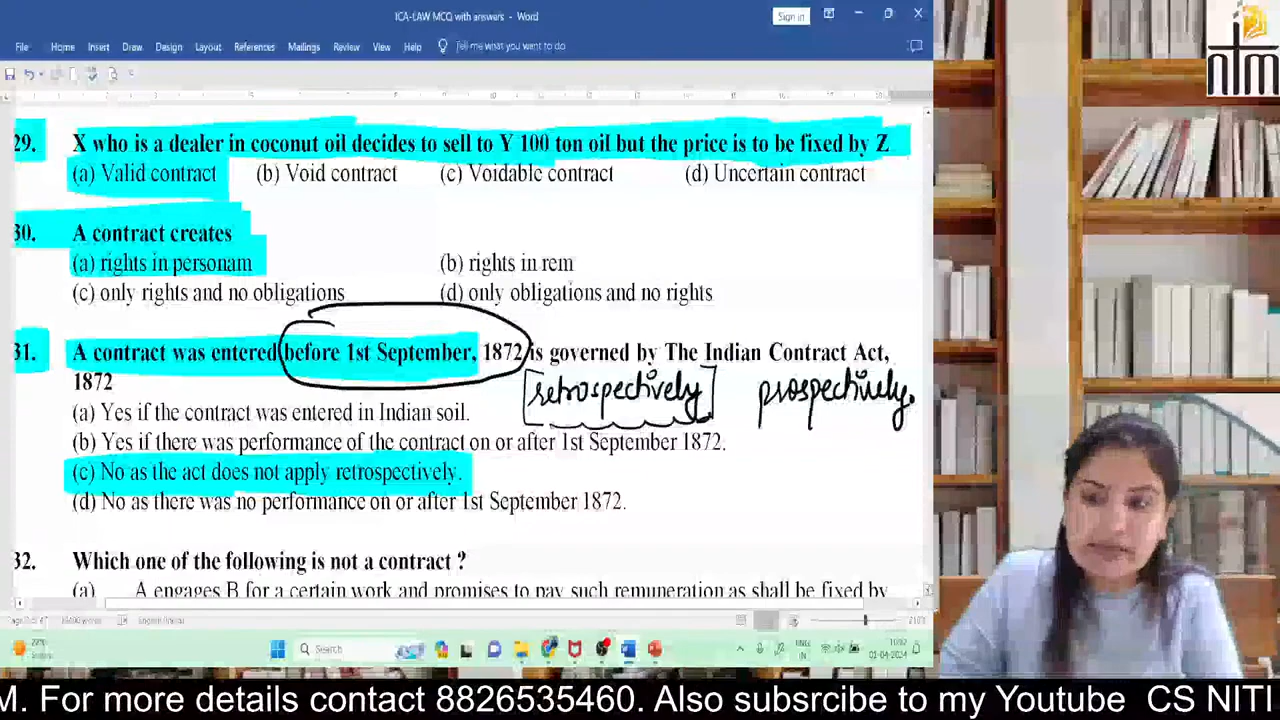 ICA-LAW MCQ with answers - Word
Sign in
File Home Insert Draw Design Layout References Mailings Review View Help Tell me what you want to do
29. X who is a dealer in coconut oil decides to sell to Y 100 ton oil but the price is to be fixed by Z
(a) Valid contract (b) Void contract (c) Voidable contract (d) Uncertain contract
30. A contract creates
(a) rights in personam (b) rights in rem
(c) only rights and no obligations (d) only obligations and no rights
31. A contract was entered before 1st September, 1872 is governed by The Indian Contract Act,
1872
[retrospectively] prospectively.
(a) Yes if the contract was entered in Indian soil.
(b) Yes if there was performance of the contract on or after 1st September 1872.
(c) No as the act does not apply retrospectively.
(d) No as there was no performance on or after 1st September 1872.
32. Which one of the following is not a contract ?
(a) A engages B for a certain work and promises to pay such remuneration as shall be fixed by
210%
Search
ENG
IN
01-04-2024
ntm
M. For more details contact 8826535460. Also subsrcibe to my Youtube CS NITI